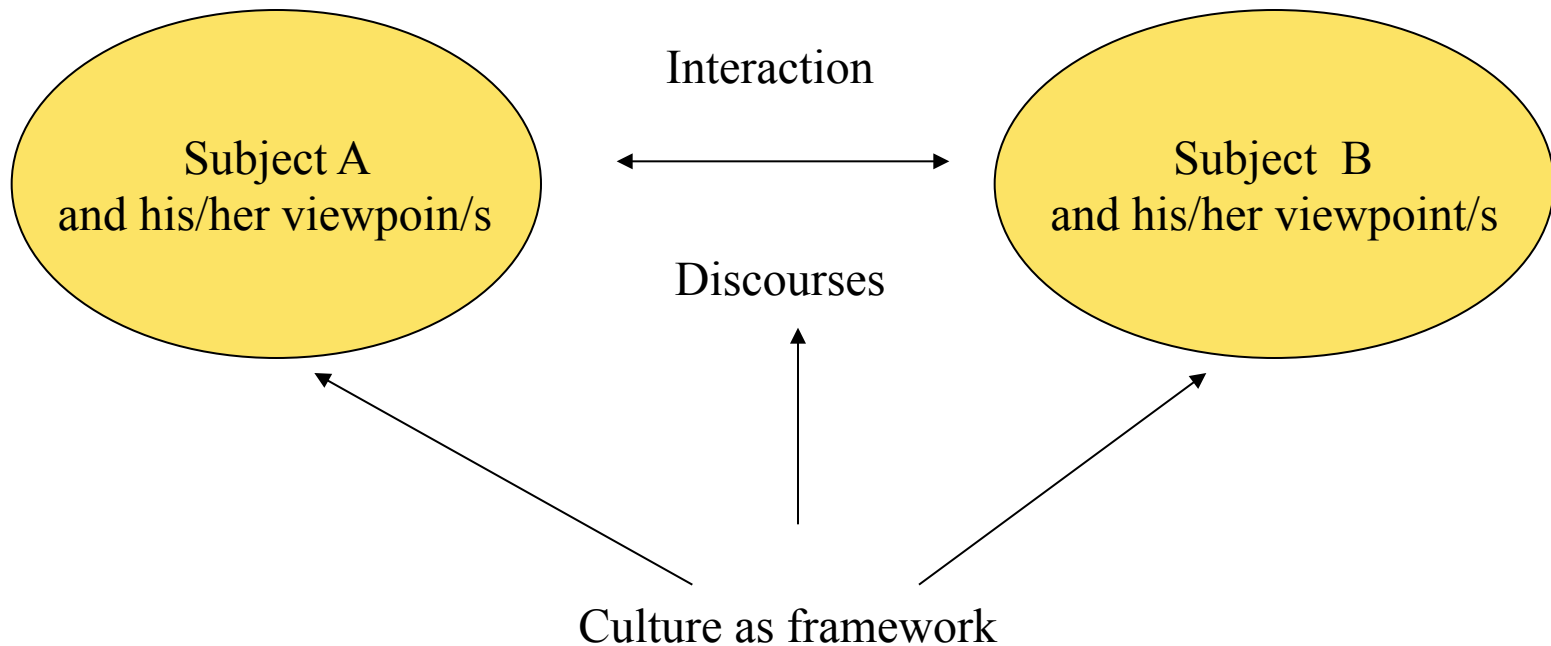 Interaction
Subject A
and his/her viewpoin/s
Subject  B
and his/her viewpoint/s
Discourses
Culture as framework